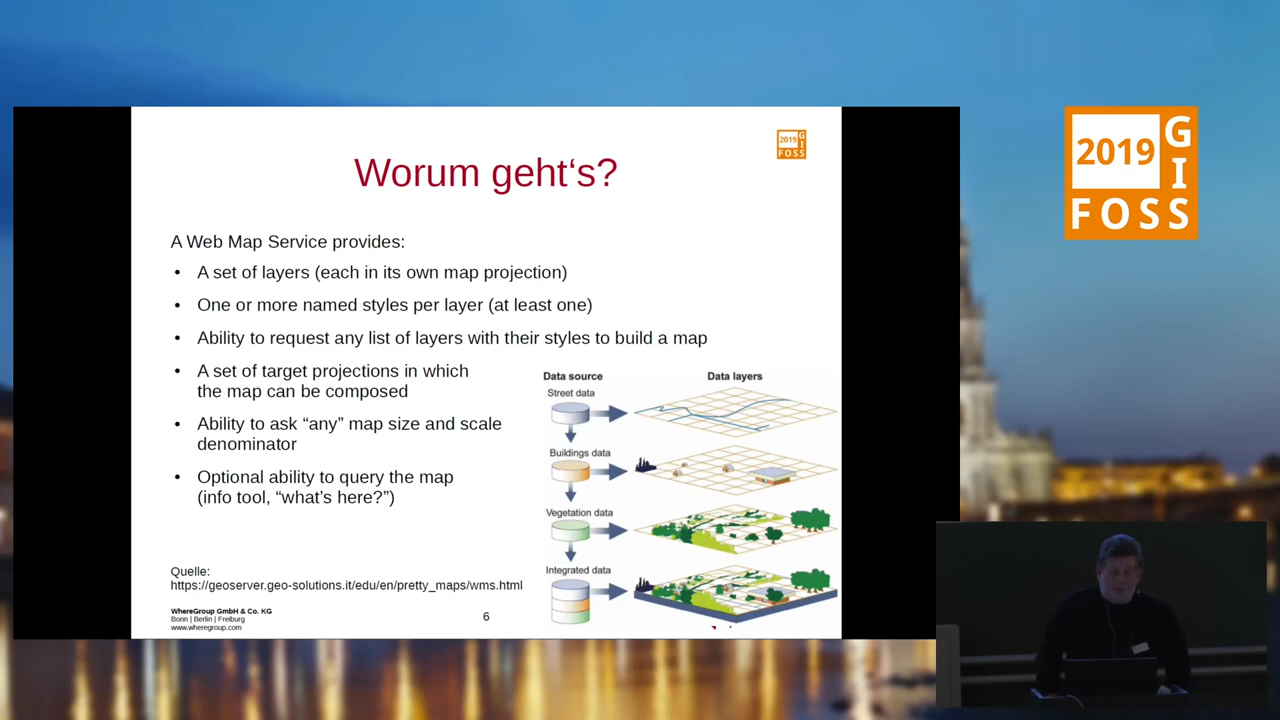 2019
G
I
FOSS
Worum geht‘s?
A Web Map Service provides:
• A set of layers (each in its own map projection)
• One or more named styles per layer (at least one)
• Ability to request any list of layers with their styles to build a map
• A set of target projections in which
the map can be composed
• Ability to ask “any” map size and scale
denominator
• Optional ability to query the map
(info tool, “what’s here?”)
Data source
Data layers
Street data
Buildings data
Vegetation data
Integrated data
Quelle:
https://geoserver.geo-solutions.it/edu/en/pretty_maps/wms.html
WhereGroup GmbH & Co. KG
Bonn | Berlin | Freiburg
www.wheregroup.com
6
2019
G
I
FOSS